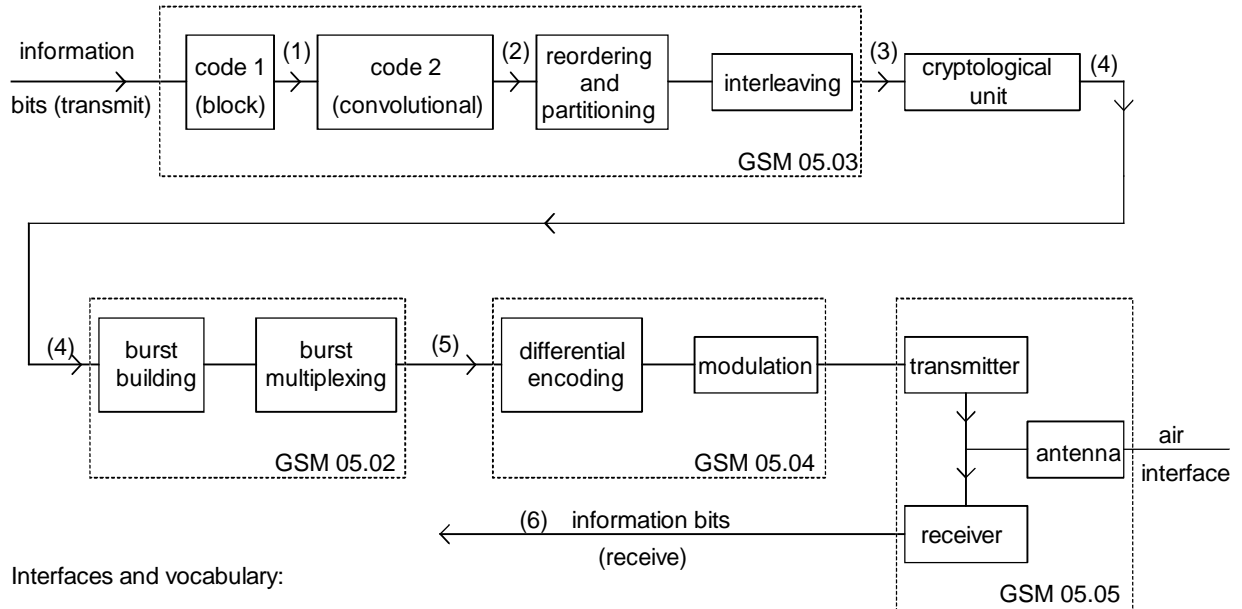 information
bits (transmit)
code 1
(block)
(1)
code 2
(convolutional)
(2)
reordering
and
partitioning
interleaving
(3)
cryptological
unit
(4)
GSM 05.03
(4)
burst
building
burst
multiplexing
(5)
differential
encoding
modulation
transmitter
antenna
air
interface
GSM 05.02
GSM 05.04
(6) information bits
(receive)
receiver
Interfaces and vocabulary:
GSM 05.05